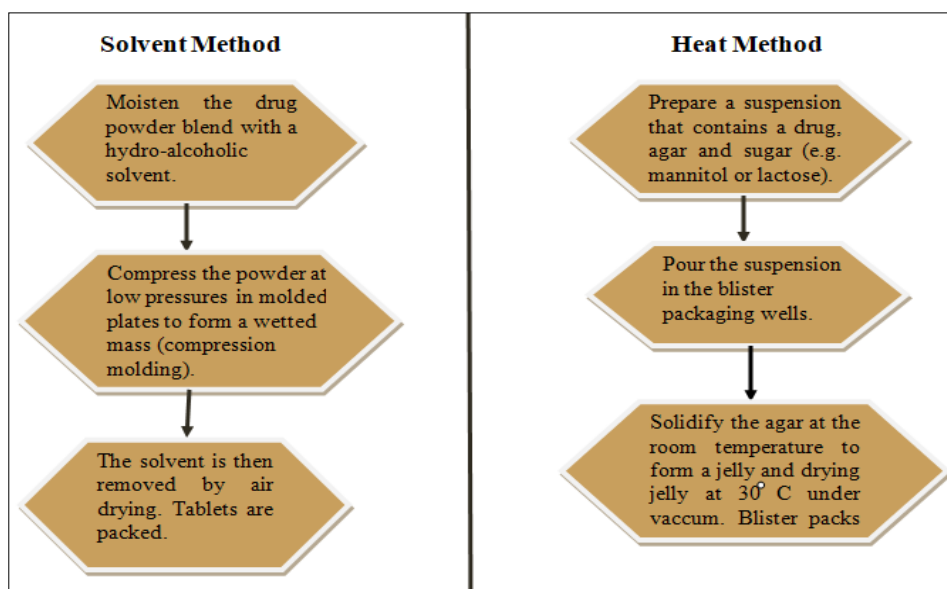 Solvent Method
Moisten the drug
powder blend with a
hydro-alcoholic
solvent.
Compress the powder at
low pressures in molded
plates to form a wetted
mass (compression
molding).
The solvent is then
removed by air
drying. Tablets are
packed.
Heat Method
Prepare a suspension
that contains a drug,
agar and sugar (e.g.
mannitol or lactose).
Pour the suspension
in the blister
packaging wells.
Solidify the agar at the
room temperature to
form a jelly and drying
jelly at 30° C under
vaccum. Blister packs